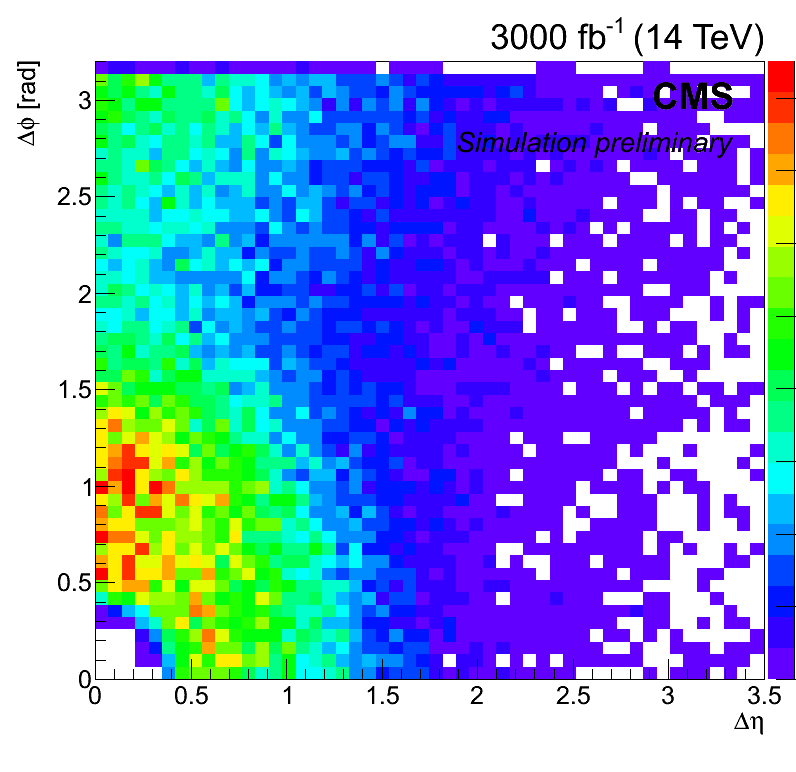 3000 fb-1 (14 TeV)
Δϕ [rad]
CMS
Simulation preliminary
3
2.5
2
1.5
1
0.5
0
0 0.5 1 1.5 2 2.5 3 3.5
Δη